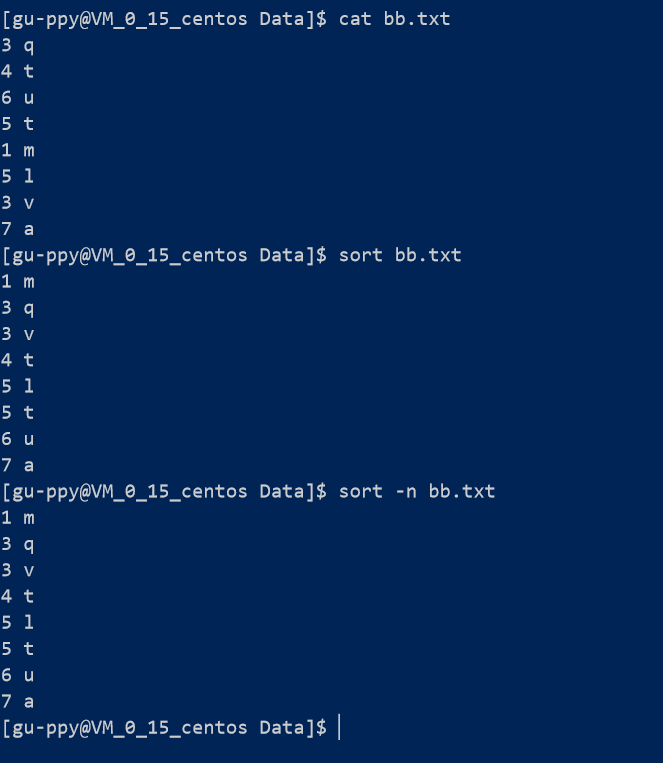 [gu-ppy@VM_0_15_centos Data]$ cat bb.txt
3 q
4 t
6 u
5 t
1 m
5 l
3 v
7 a
[gu-ppy@VM_0_15_centos Data]$ sort bb.txt
1 m
3 q
3 v
4 t
5 l
5 t
6 u
7 a
[gu-ppy@VM_0_15_centos Data]$ sort -n bb.txt
1 m
3 q
3 v
4 t
5 l
5 t
6 u
7 a
[gu-ppy@VM_0_15_centos Data]$